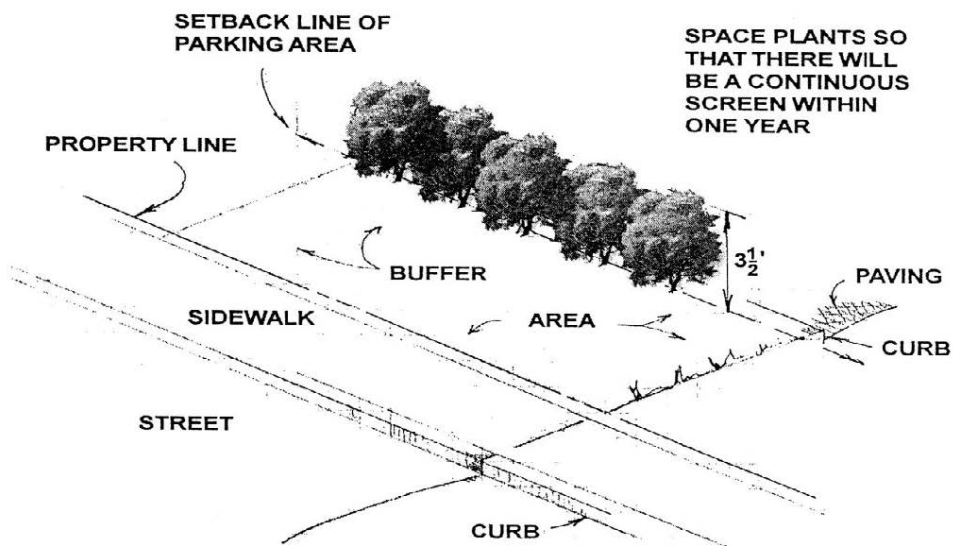 SETBACK LINE OF
PARKING AREA
SPACE PLANTS SO
THAT THERE WILL
BE A CONTINUOUS
SCREEN WITHIN
ONE YEAR
PROPERTY LINE
BUFFER
3½'
PAVING
SIDEWALK
AREA
CURB
STREET
CURB